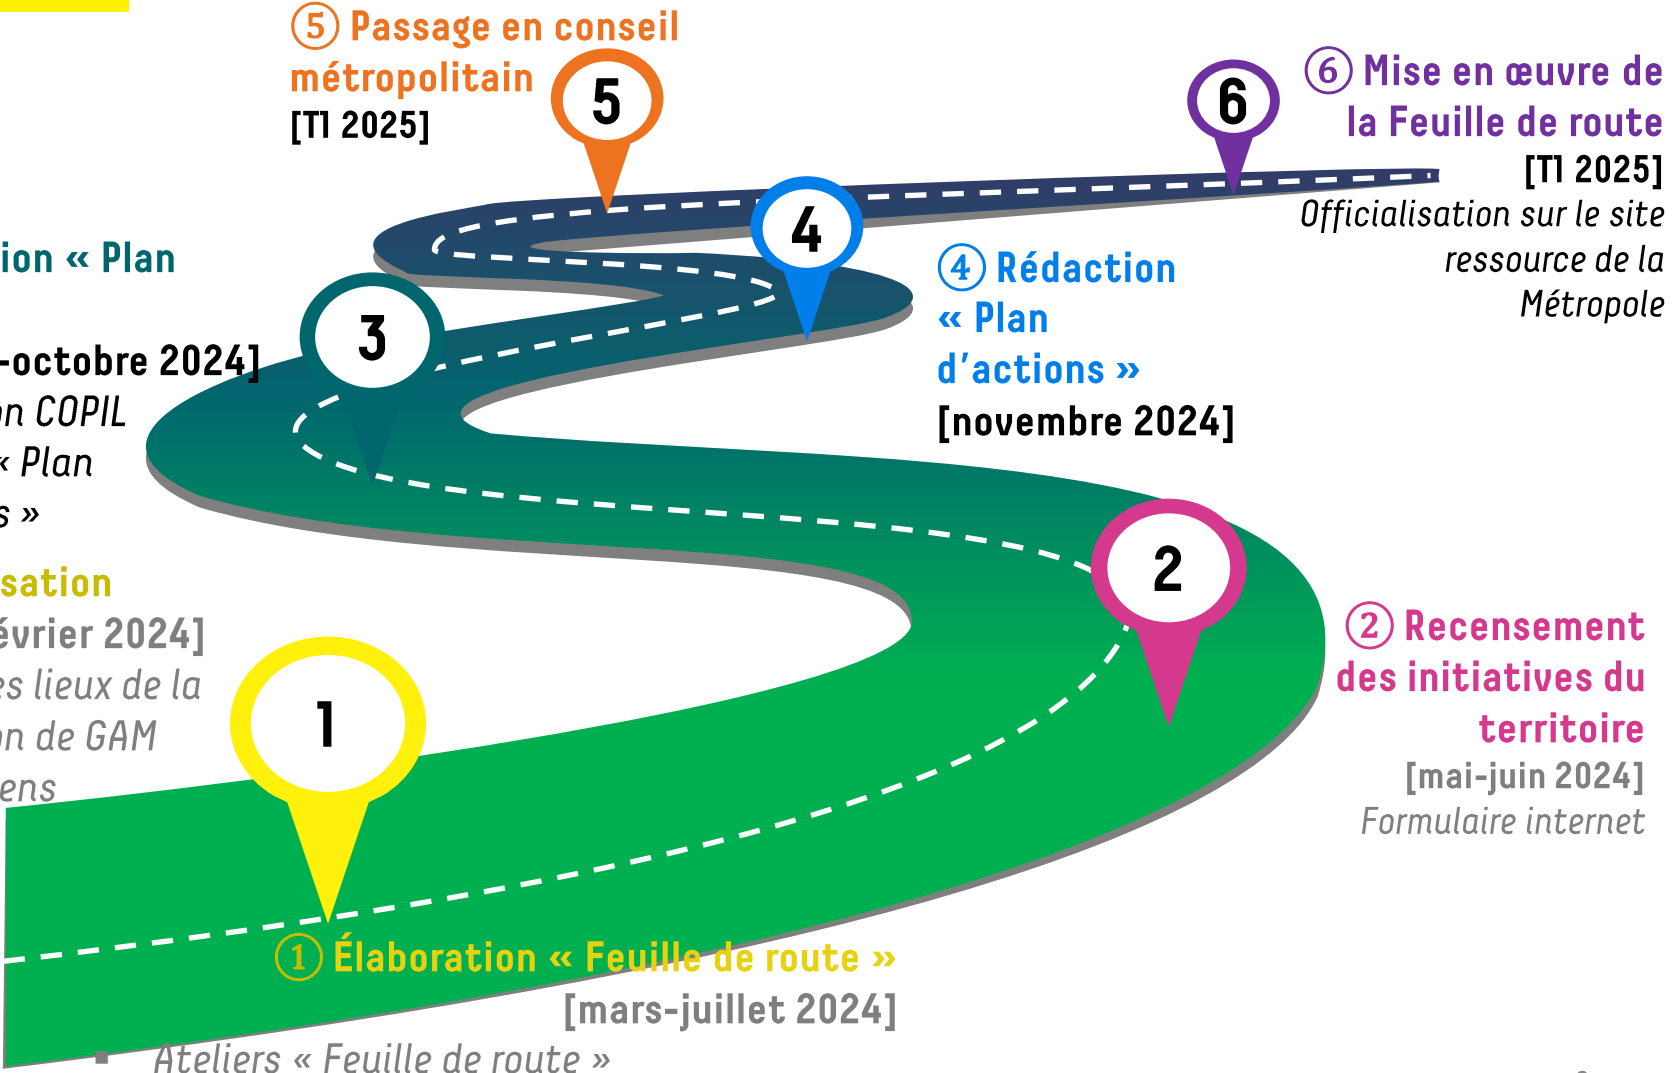 ⑤ Passage en conseil
métropolitain
[T1 2025]
5
6
⑥ Mise en œuvre de
la Feuille de route
[T1 2025]
Officialisation sur le site
ressource de la
Métropole
4
④ Rédaction
« Plan
d’actions »
[novembre 2024]
ion « Plan
-octobre 2024]
on COPIL
« Plan
s »
3
2
② Recensement
des initiatives du
territoire
[mai-juin 2024]
Formulaire internet
sation
évrier 2024]
es lieux de la
on de GAM
ens
1
① Élaboration « Feuille de route »
[mars-juillet 2024]
▪ Ateliers « Feuille de route »